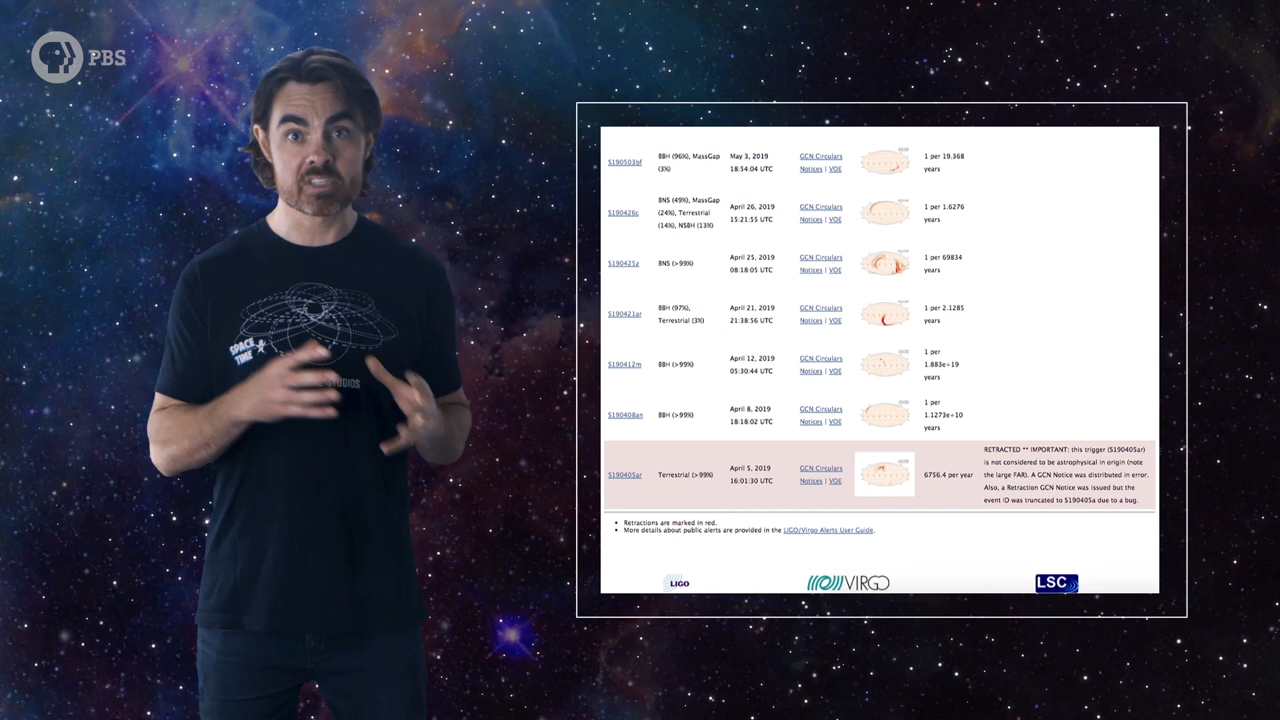 PBS
SPACE
TIME
STUDIOS
S190503bf
BBH (96%), MassGap
(3%)
May 3, 2019
18:54:04 UTC
GCN Circulars
Notices | VOE
1 per 19.368
years
S190426c
BNS (49%), MassGap
(24%), Terrestrial
(14%), NSBH (13%)
April 26, 2019
15:21:55 UTC
GCN Circulars
Notices | VOE
1 per 1.6276
years
S190425z
BNS (>99%)
April 25, 2019
08:18:05 UTC
GCN Circulars
Notices | VOE
1 per 69834
years
S190421ar
BBH (97%),
Terrestrial (3%)
April 21, 2019
21:38:56 UTC
GCN Circulars
Notices | VOE
1 per 2.1285
years
S190412m
BBH (>99%)
April 12, 2019
05:30:44 UTC
GCN Circulars
Notices | VOE
1 per
1.883e+19
years
S190408an
BBH (>99%)
April 8, 2019
18:18:02 UTC
GCN Circulars
Notices | VOE
1 per
1.1273e+10
years
S190405ar
Terrestrial (>99%)
April 5, 2019
16:01:30 UTC
GCN Circulars
Notices | VOE
6756.4 per year
RETRACTED ** IMPORTANT: this trigger (S190405ar)
is not considered to be astrophysical in origin (note
the large FAR). A GCN Notice was distributed in error.
Also, a Retraction GCN Notice was issued but the
event ID was truncated to S190405a due to a bug.
• Retractions are marked in red.
• More details about public alerts are provided in the LIGO/Virgo Alerts User Guide.
LIGO
VIRGO
LSC